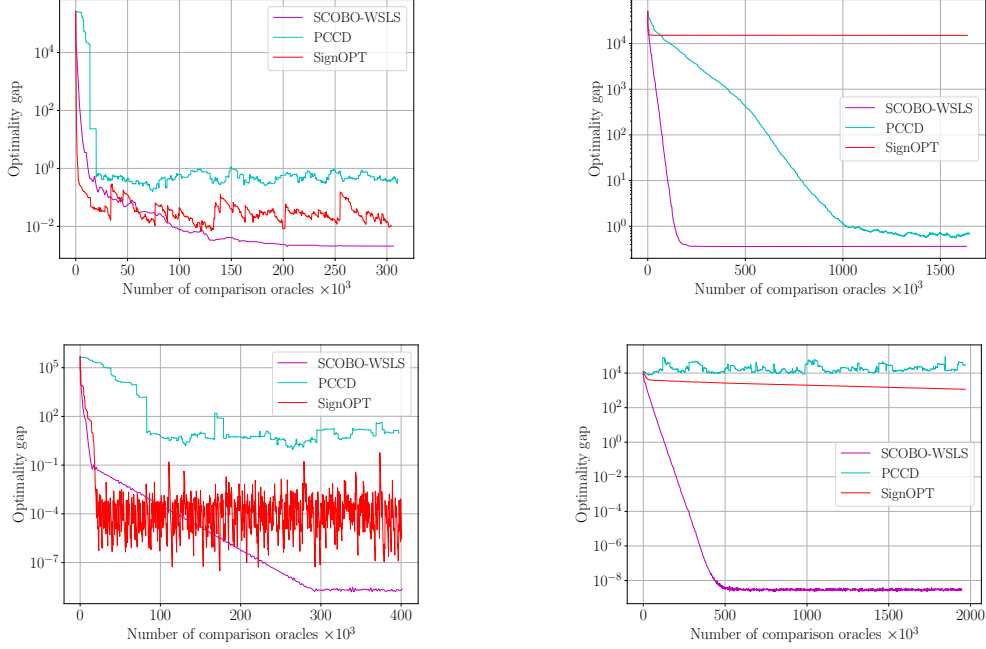 SCOBO-WSLS
PCCD
SignOPT
Optimality gap
10^4
10^2
10^0
10^{-2}
0 50 100 150 200 250 300
Number of comparison oracles ×10^3
SCOBO-WSLS
PCCD
SignOPT
Optimality gap
10^4
10^3
10^2
10^1
10^0
0 500 1000 1500
Number of comparison oracles ×10^3
SCOBO-WSLS
PCCD
SignOPT
Optimality gap
10^5
10^2
10^{-1}
10^{-4}
10^{-7}
0 100 200 300 400
Number of comparison oracles ×10^3
SCOBO-WSLS
PCCD
SignOPT
Optimality gap
10^4
10^2
10^0
10^{-2}
10^{-4}
10^{-6}
10^{-8}
0 500 1000 1500 2000
Number of comparison oracles ×10^3